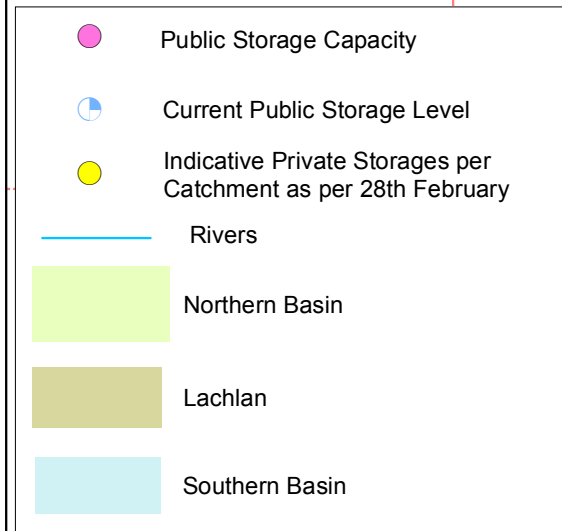 Public Storage Capacity
Current Public Storage Level
Indicative Private Storages per
Catchment as per 28th February
Rivers
Northern Basin
Lachlan
Southern Basin